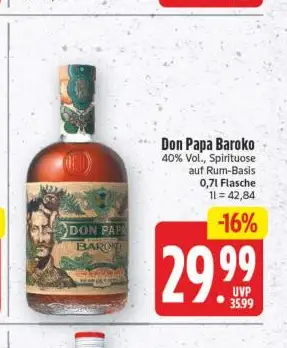 Don Papa Baroko
40% Vol., Spirituose
auf Rum-Basis
0,7l Flasche
1l = 42,84
-16%
29.99
UVP
35.99
DON PAPA
BAROKO